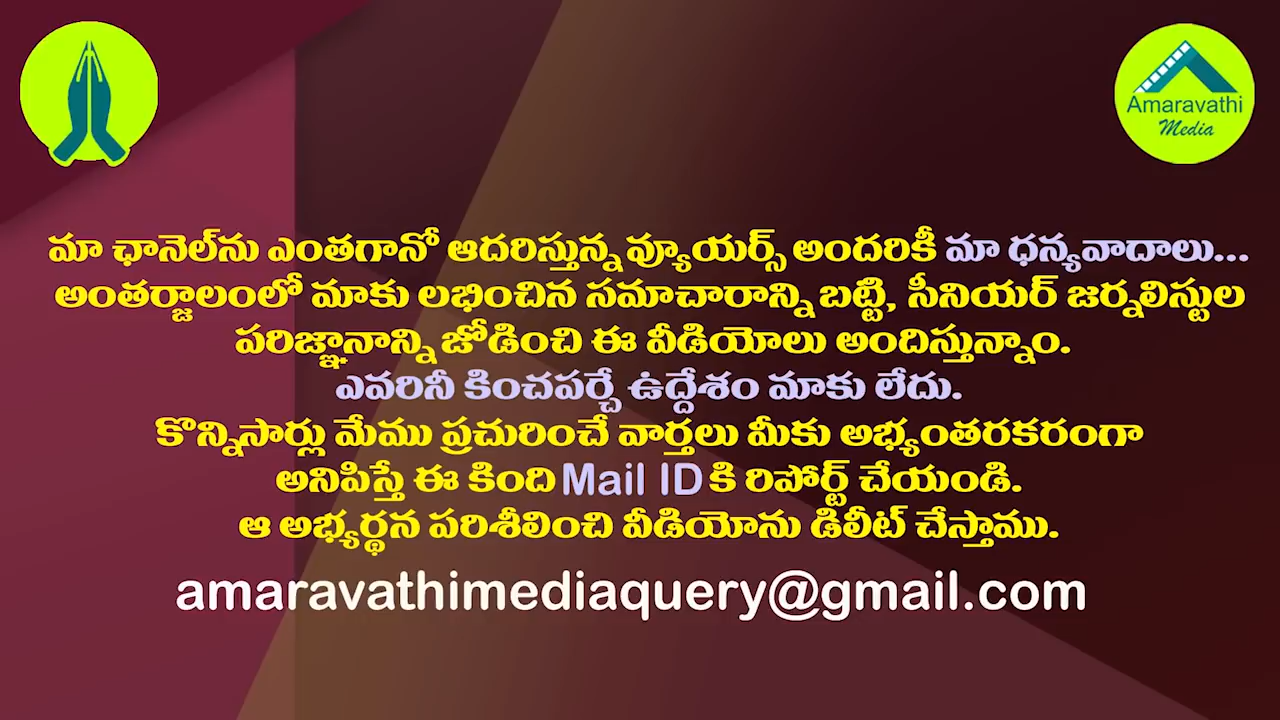 Amaravathi
Media
మా ఛానెల్‌ను ఎంతగానో ఆదరిస్తున్న వ్యూయర్స్ అందరికీ మా ధన్యవాదాలు...
అంతర్జాలంలో మాకు లభించిన సమాచారాన్ని బట్టి, సీనియర్ జర్నలిస్టుల
పరిజ్ఞానాన్ని జోడించి ఈ వీడియోలు అందిస్తున్నాం.
ఎవరినీ కించపర్చే ఉద్దేశం మాకు లేదు.
కొన్నిసార్లు మేము ప్రచురించే వార్తలు మీకు అభ్యంతరకరంగా
అనిపిస్తే ఈ కింది Mail ID కి రిపోర్ట్ చేయండి.
ఆ అభ్యర్థన పరిశీలించి వీడియోను డిలీట్ చేస్తాము.
amaravathimediaquery@gmail.com